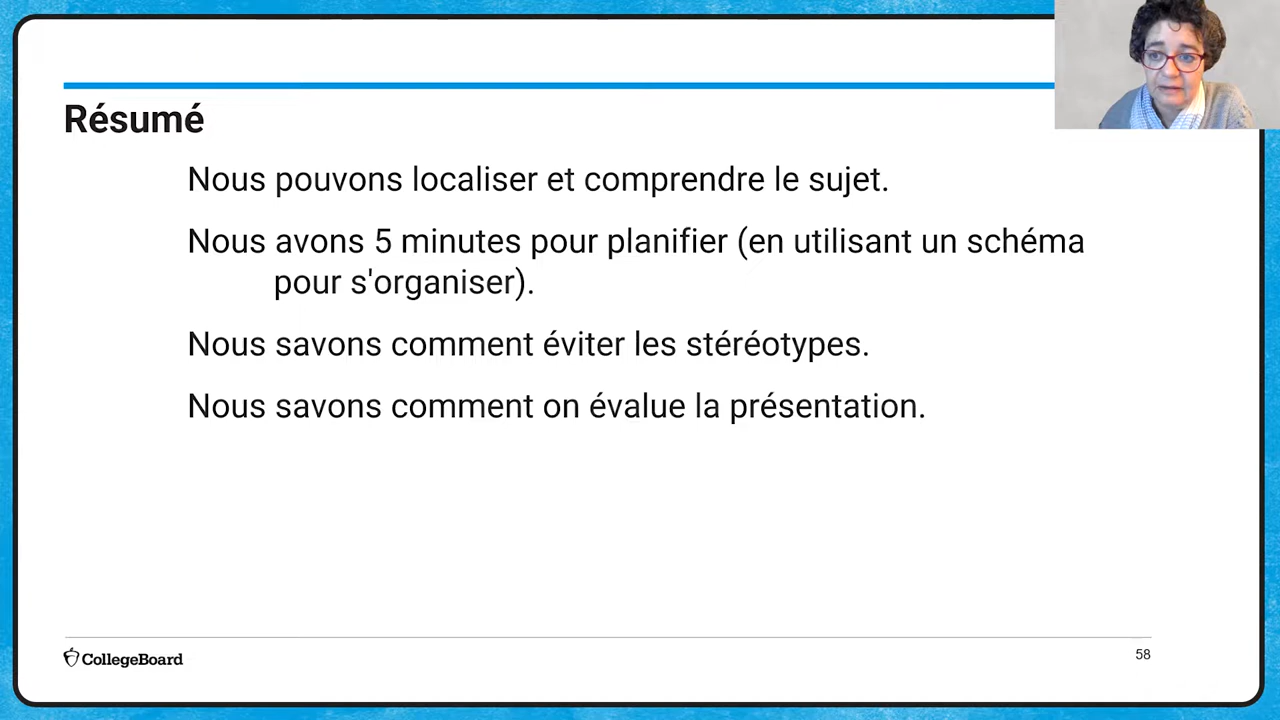 Résumé
Nous pouvons localiser et comprendre le sujet.
Nous avons 5 minutes pour planifier (en utilisant un schéma
pour s'organiser).
Nous savons comment éviter les stéréotypes.
Nous savons comment on évalue la présentation.
CollegeBoard
58